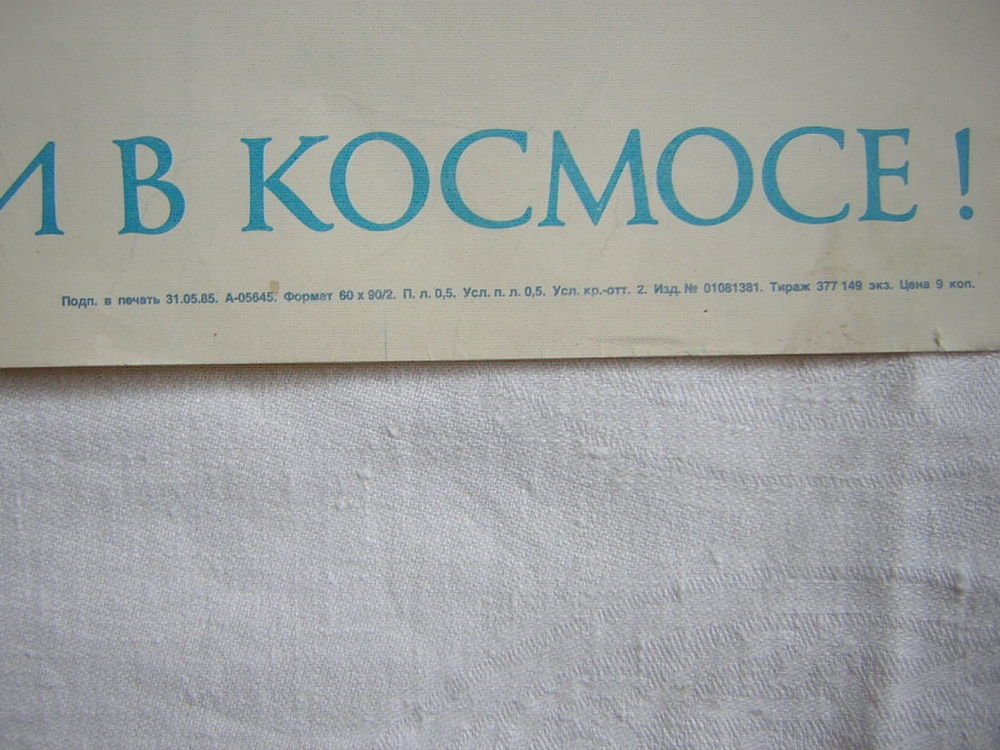 И В КОСМОСЕ!
Подп. в печать 31.05.85. А-05645. Формат 60 х 90/2. П. л. 0,5. Усл. п. л. 0,5. Усл. кр.-отт. 2. Изд. № 01081381. Тираж 377 149 экз. Цена 9 коп.